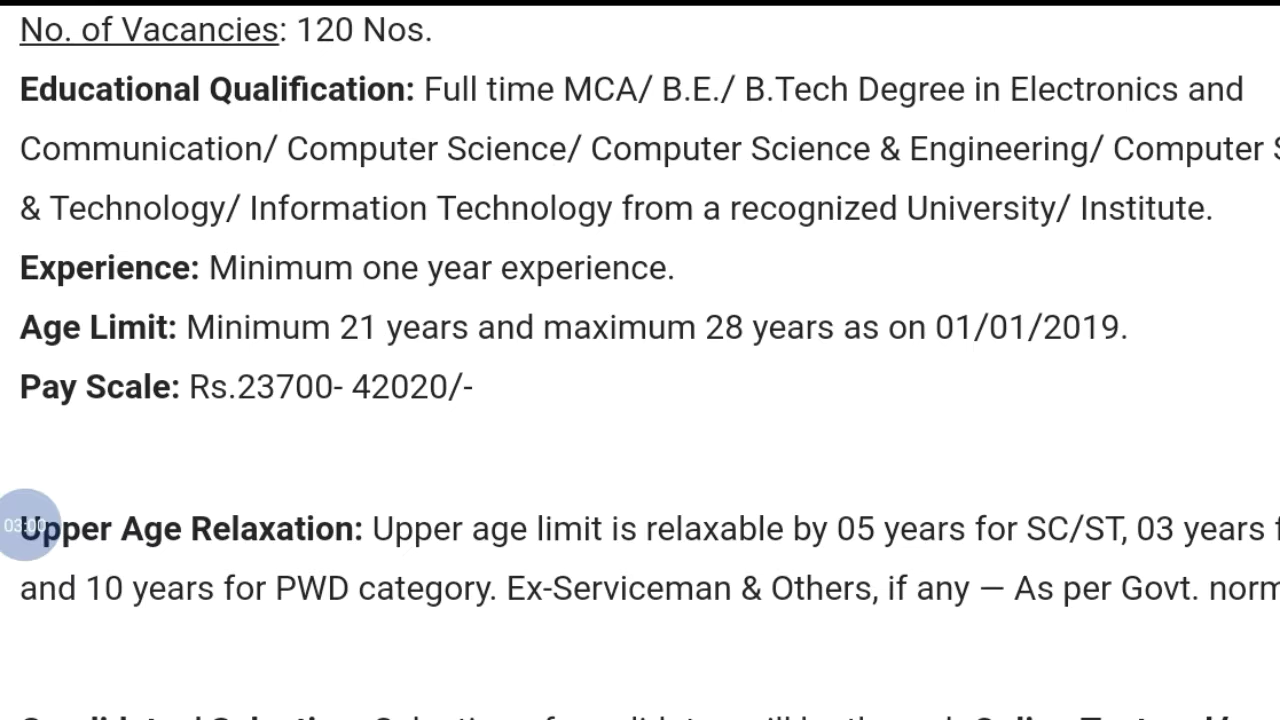 No. of Vacancies: 120 Nos.
Educational Qualification: Full time MCA/ B.E./ B.Tech Degree in Electronics and
Communication/ Computer Science/ Computer Science & Engineering/ Computer
& Technology/ Information Technology from a recognized University/ Institute.
Experience: Minimum one year experience.
Age Limit: Minimum 21 years and maximum 28 years as on 01/01/2019.
Pay Scale: Rs.23700- 42020/-
03:00
Upper Age Relaxation: Upper age limit is relaxable by 05 years for SC/ST, 03 years
and 10 years for PWD category. Ex-Serviceman & Others, if any — As per Govt.